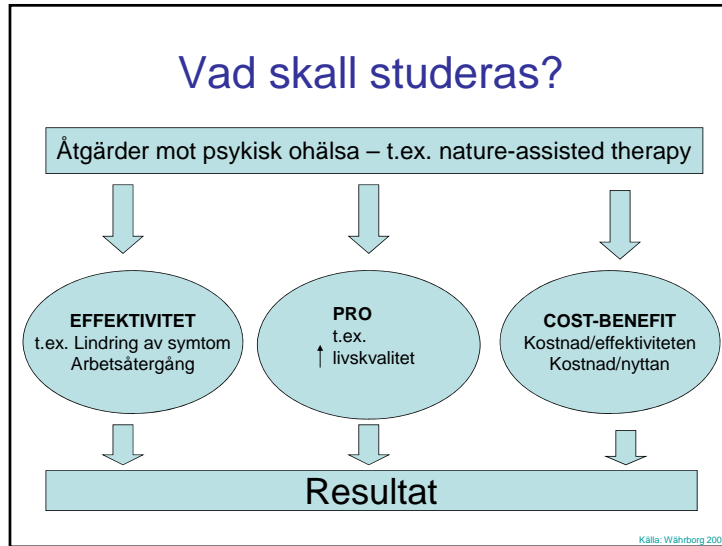 Vad skall studeras?
Åtgärder mot psykisk ohälsa – t.ex. nature-assisted therapy
EFFEKTIVITET
t.ex. Lindring av symtom
Arbetsåtergång
PRO
t.ex.
livskvalitet
COST-BENEFIT
Kostnad/effektiviteten
Kostnad/nyttan
Resultat
Källa: Währborg 200